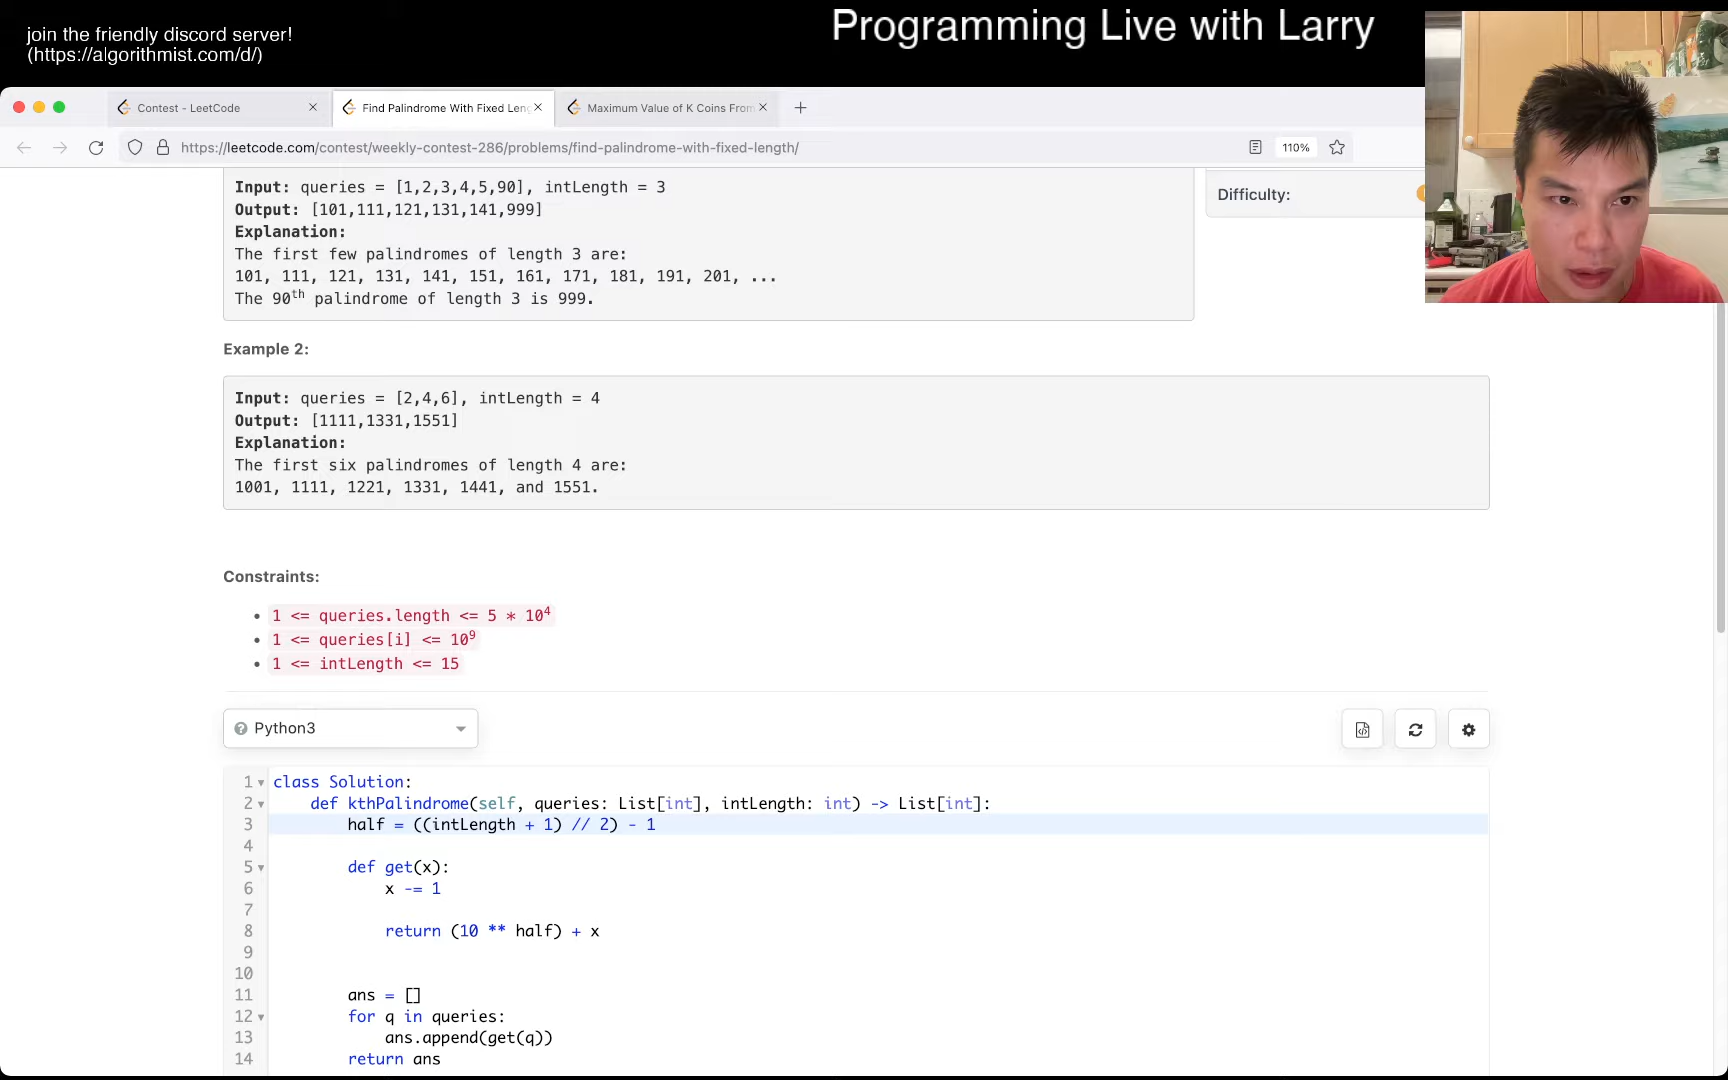 join the friendly discord server!
(https://algorithmist.com/d/)
Programming Live with Larry
Contest - LeetCode
Find Palindrome With Fixed Leng
Maximum Value of K Coins From
https://leetcode.com/contest/weekly-contest-286/problems/find-palindrome-with-fixed-length/
110%
Input: queries = [1,2,3,4,5,90], intLength = 3
Output: [101,111,121,131,141,999]
Explanation:
The first few palindromes of length 3 are:
101, 111, 121, 131, 141, 151, 161, 171, 181, 191, 201, ...
The 90th palindrome of length 3 is 999.
Difficulty:
Example 2:
Input: queries = [2,4,6], intLength = 4
Output: [1111,1331,1551]
Explanation:
The first six palindromes of length 4 are:
1001, 1111, 1221, 1331, 1441, and 1551.
Constraints:
1 <= queries.length <= 5 * 10^4
1 <= queries[i] <= 10^9
1 <= intLength <= 15
Python3
1 class Solution:
2 def kthPalindrome(self, queries: List[int], intLength: int) -> List[int]:
3 half = ((intLength + 1) // 2) - 1
4
5 def get(x):
6 x -= 1
7
8 return (10 ** half) + x
9
10
11 ans = []
12 for q in queries:
13 ans.append(get(q))
14 return ans